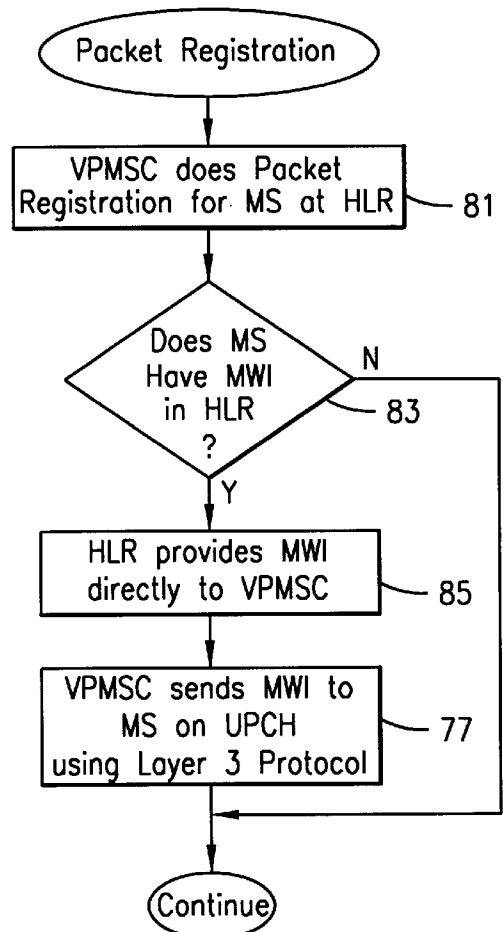 Packet Registration
VPMSC does Packet
Registration for MS at HLR
81
Does MS
Have MWI
in HLR
?
N
83
Y
HLR provides MWI
directly to VPMSC
85
VPMSC sends MWI to
MS on UPCH
using Layer 3 Protocol
77
Continue